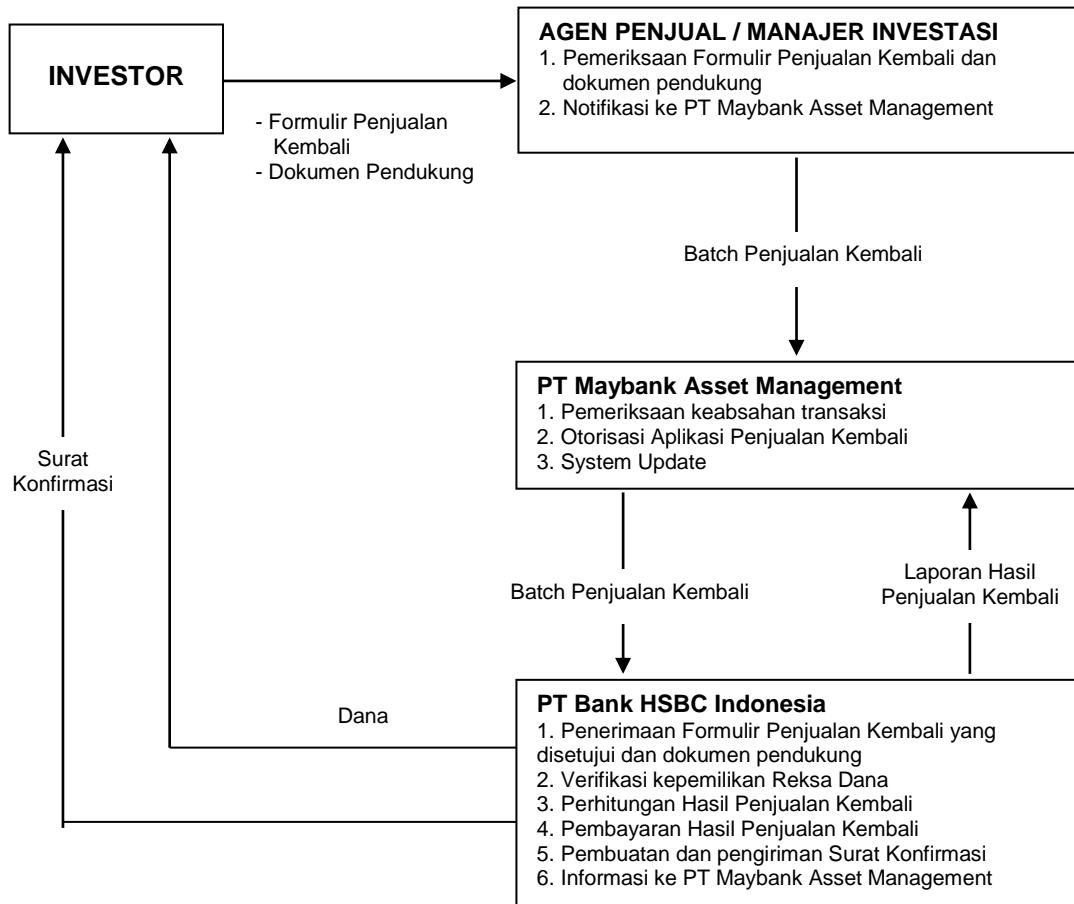 INVESTOR
AGEN PENJUAL / MANAJER INVESTASI
1. Pemeriksaan Formulir Penjualan Kembali dan
dokumen pendukung
2. Notifikasi ke PT Maybank Asset Management
- Formulir Penjualan
Kembali
- Dokumen Pendukung
Batch Penjualan Kembali
PT Maybank Asset Management
1. Pemeriksaan keabsahan transaksi
2. Otorisasi Aplikasi Penjualan Kembali
3. System Update
Surat
Konfirmasi
Batch Penjualan Kembali
Laporan Hasil
Penjualan Kembali
Dana
PT Bank HSBC Indonesia
1. Penerimaan Formulir Penjualan Kembali yang
disetujui dan dokumen pendukung
2. Verifikasi kepemilikan Reksa Dana
3. Perhitungan Hasil Penjualan Kembali
4. Pembayaran Hasil Penjualan Kembali
5. Pembuatan dan pengiriman Surat Konfirmasi
6. Informasi ke PT Maybank Asset Management